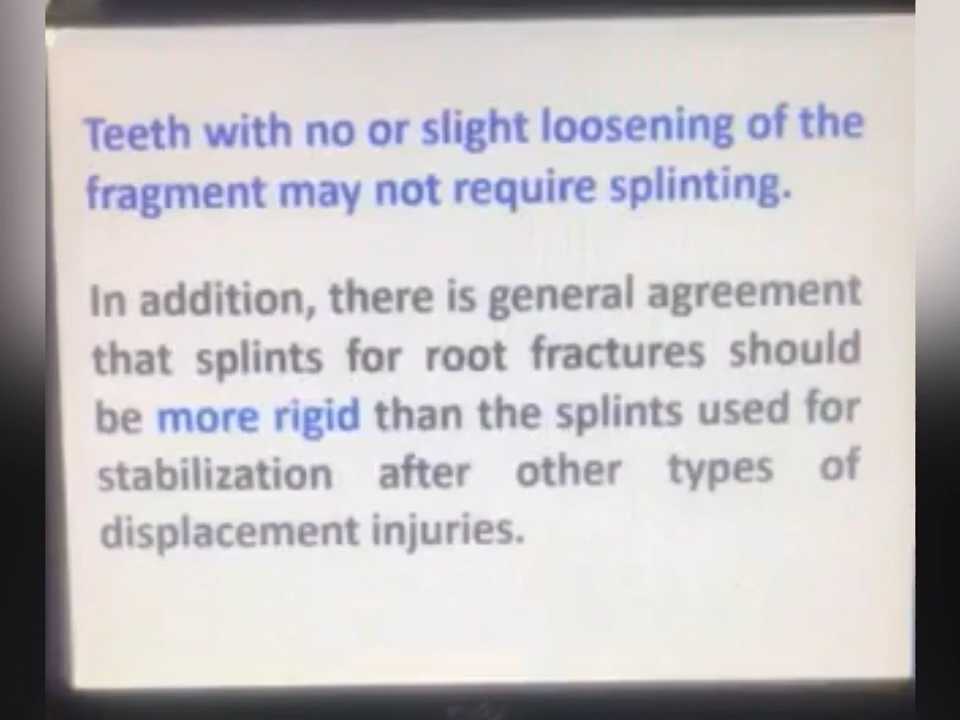 Teeth with no or slight loosening of the
fragment may not require splinting.
In addition, there is general agreement
that splints for root fractures should
be more rigid than the splints used for
stabilization after other types of
displacement injuries.